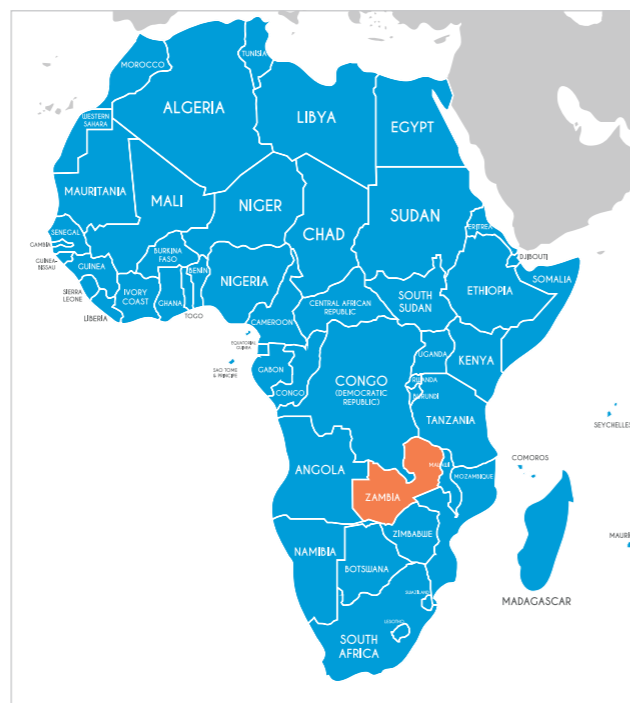 MOROCCO
TUNISIA
ALGERIA
LIBYA
EGYPT
WESTERN
SAHARA
MAURITANIA
MALI
NIGER
CHAD
SUDAN
ERITREA
SENEGAL
GAMBIA
GUINEA-
BISSAU
GUINEA
BURKINA
FASO
BENIN
NIGERIA
DJIBOUTI
SOMALIA
ETHIOPIA
SIERRA
LEONE
IVORY
COAST
GHANA
LIBERIA
TOGO
CAMEROON
CENTRAL AFRICAN
REPUBLIC
SOUTH
SUDAN
EQUATORIAL
GUINEA
SAO TOME
& PRINCIPE
GABON
CONGO
CONGO
(DEMOCRATIC
REPUBLIC)
UGANDA
KENYA
RWANDA
BURUNDI
TANZANIA
SEYCHELLES
COMOROS
ANGOLA
ZAMBIA
MALAWI
MOZAMBIQUE
ZIMBABWE
NAMIBIA
BOTSWANA
MADAGASCAR
MAURI
SWAZILAND
LESOTHO
SOUTH
AFRICA